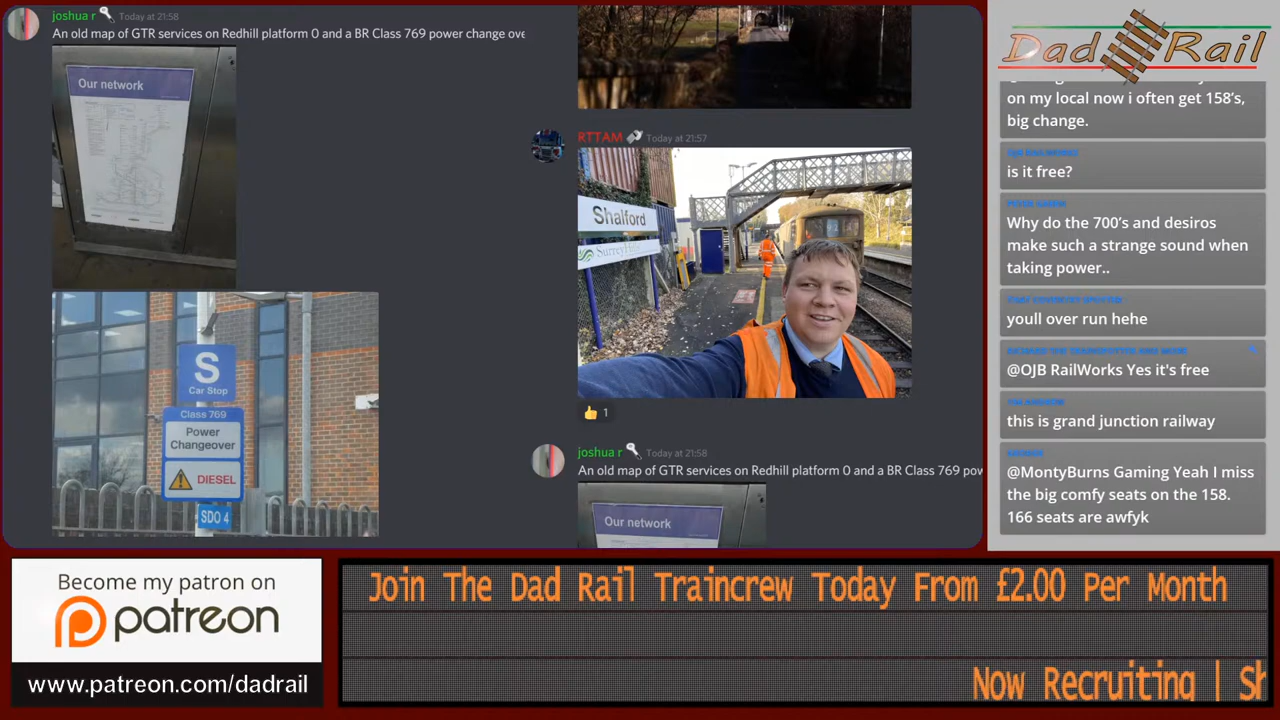 joshua r Today at 21:58
An old map of GTR services on Redhill platform 0 and a BR Class 769 power change ove
Our network
S
Car Stop
Class 769
Power
Changeover
DIESEL
SDO 4
RTTAM Today at 21:57
Shalford
1
joshua r Today at 21:58
An old map of GTR services on Redhill platform 0 and a BR Class 769 pow
Our network
Dad Rail
on my local now i often get 158's,
big change.
is it free?
Why do the 700's and desiros
make such a strange sound when
taking power..
youll over run hehe
@OJB RailWorks Yes it's free
this is grand junction railway
@MontyBurns Gaming Yeah I miss
the big comfy seats on the 158.
166 seats are awfyk
Become my patron on
patreon
www.patreon.com/dadrail
Join The Dad Rail Traincrew Today From £2.00 Per Month
Now Recruiting | Sh